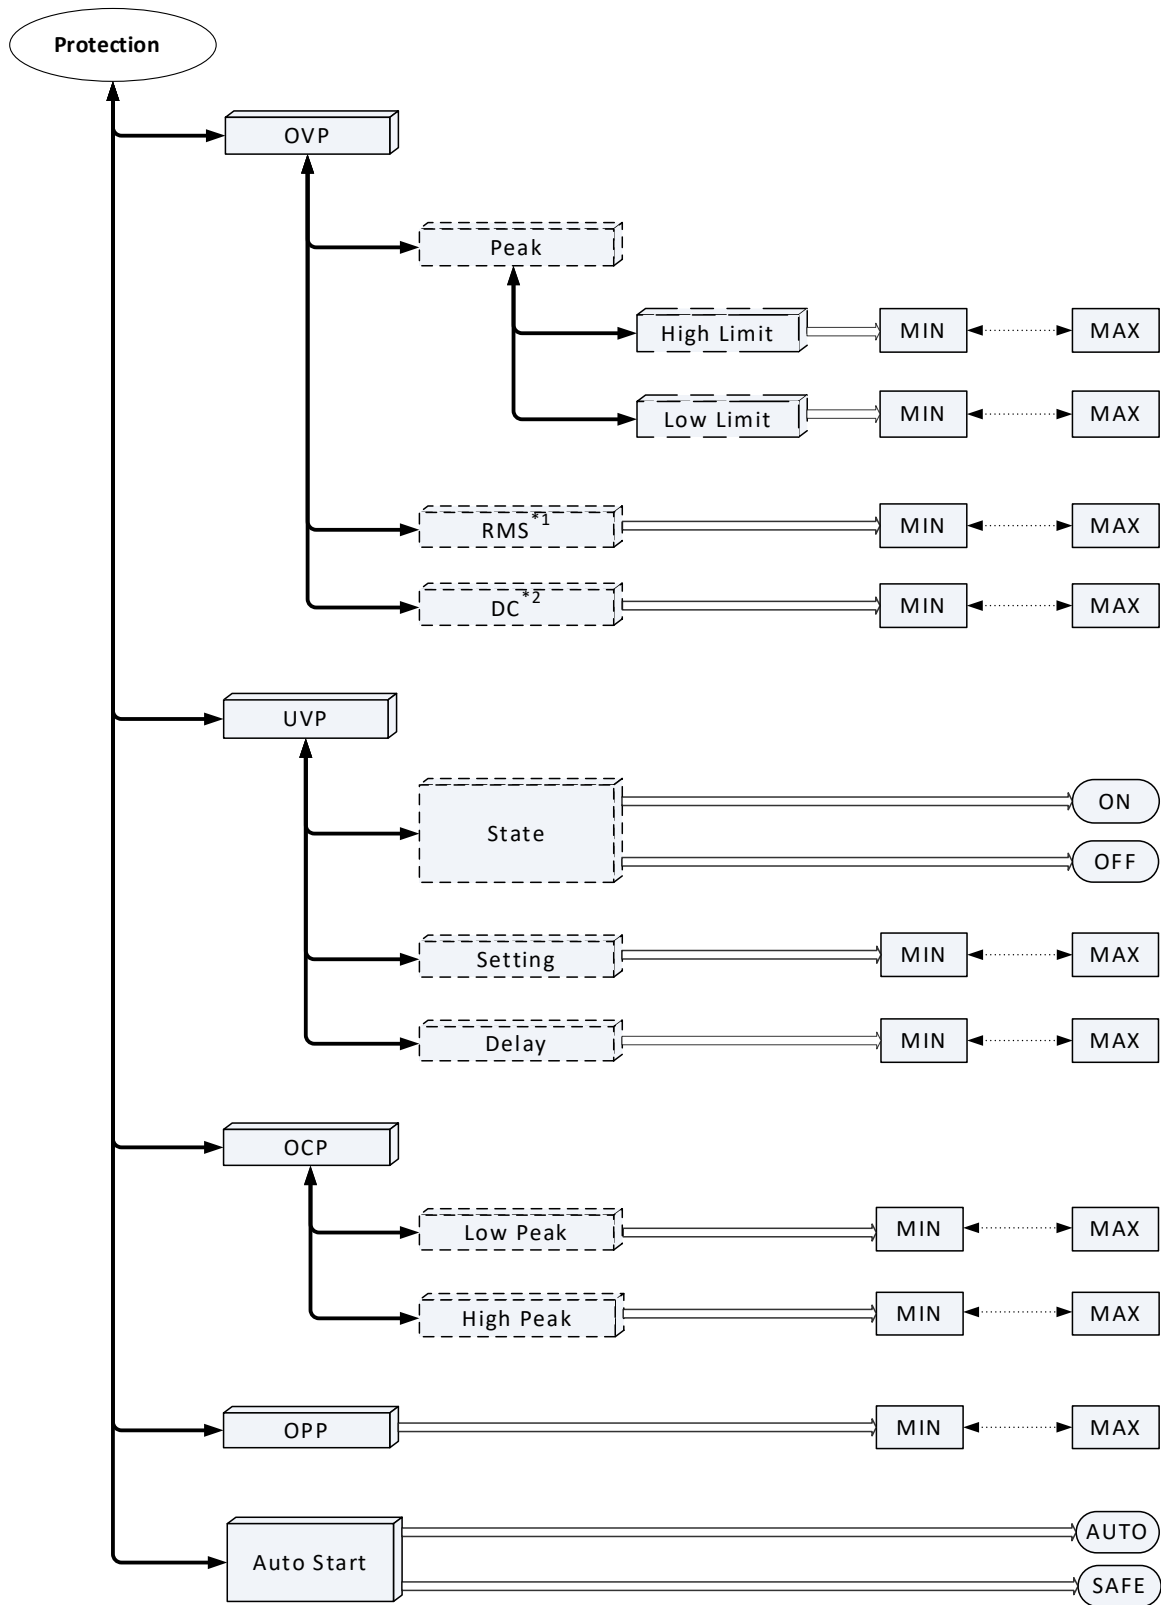 Protection
OVP
Peak
High Limit MIN MAX
Low Limit MIN MAX
RMS*1 MIN MAX
DC*2 MIN MAX
UVP
State ON
OFF
Setting MIN MAX
Delay MIN MAX
OCP
Low Peak MIN MAX
High Peak MIN MAX
OPP MIN MAX
Auto Start AUTO
SAFE